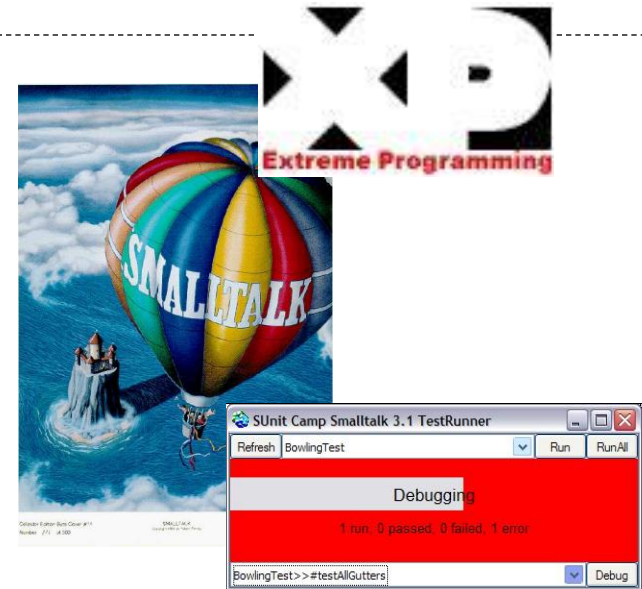 XP
Extreme Programming
SMALLTALK
SUnit Camp Smalltalk 3.1 TestRunner
Refresh BowlingTest Run RunAll
Debugging
1 run, 0 passed, 0 failed, 1 error
BowlingTest>>#testAllGutters Debug